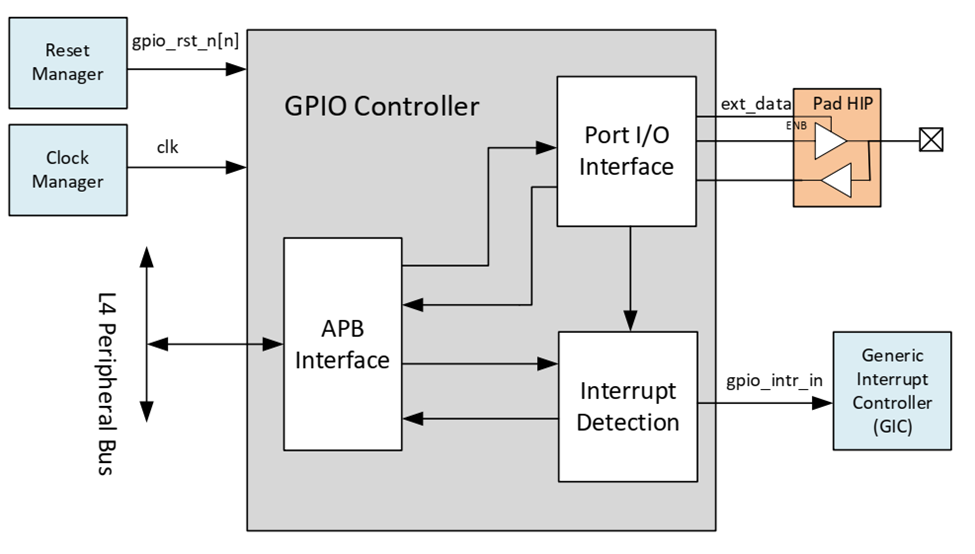 Reset
Manager
gpio_rst_n[n]
Clock
Manager
clk
GPIO Controller
Port I/O
Interface
ext_data
Pad HIP
ENB
L4 Peripheral Bus
APB
Interface
Interrupt
Detection
gpio_intr_in
Generic
Interrupt
Controller
(GIC)